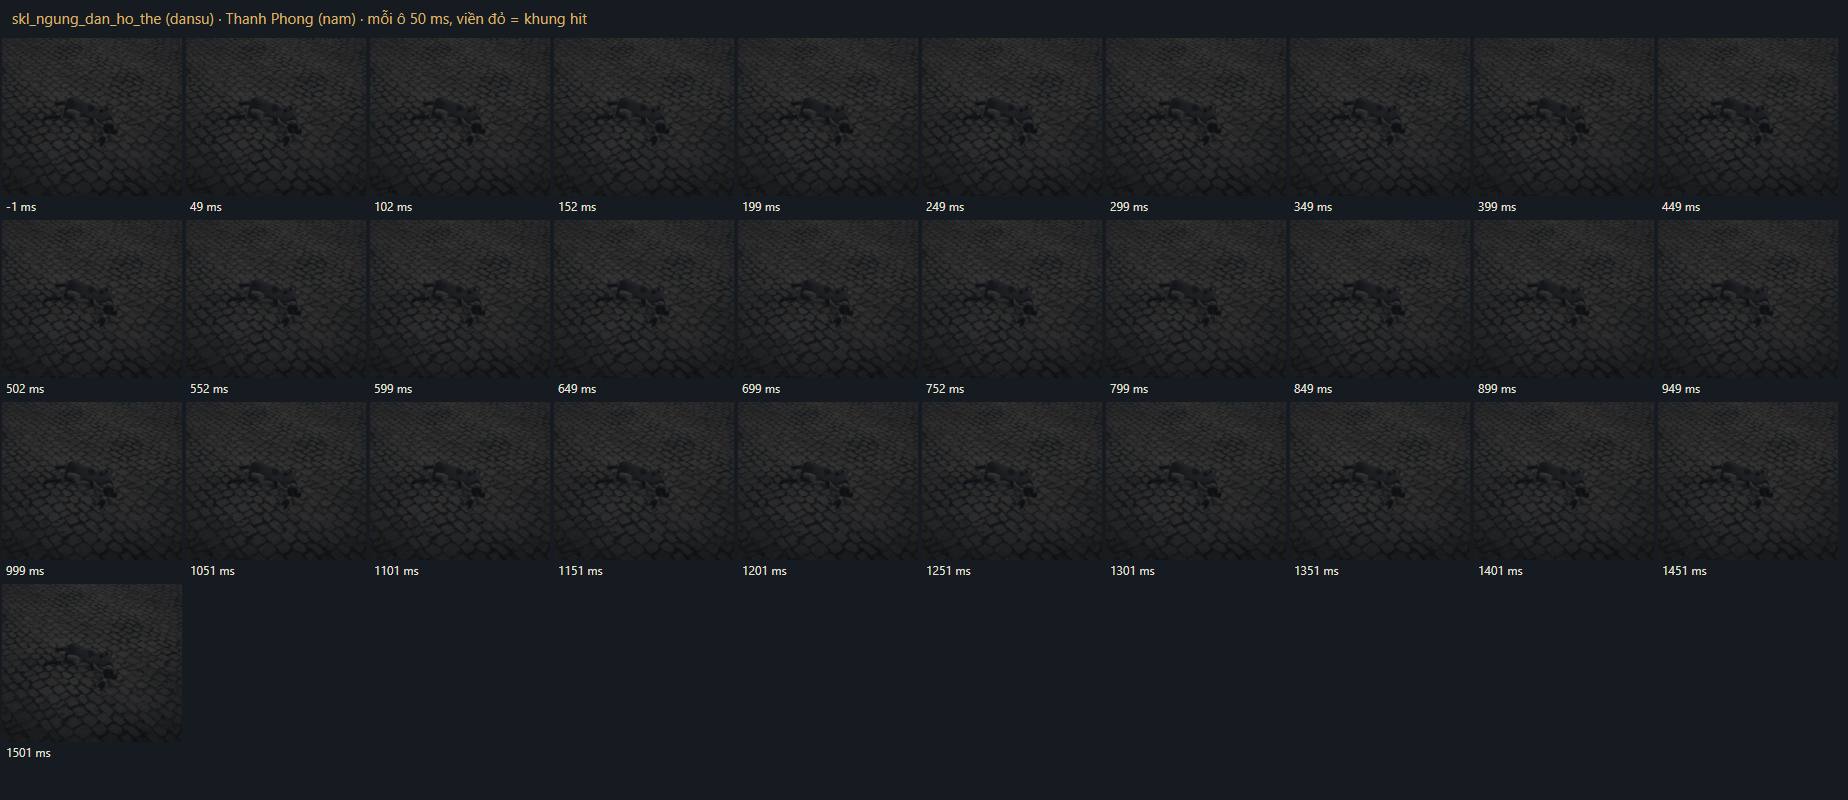 skl_ngung_dan_ho_the (dansu) · Thanh Phong (nam) · mỗi ô 50 ms, viền đỏ = khung hit
-1 ms 49 ms 102 ms 152 ms 199 ms 249 ms 299 ms 349 ms 399 ms 449 ms
502 ms 552 ms 599 ms 649 ms 699 ms 752 ms 799 ms 849 ms 899 ms 949 ms
999 ms 1051 ms 1101 ms 1151 ms 1201 ms 1251 ms 1301 ms 1351 ms 1401 ms 1451 ms
1501 ms